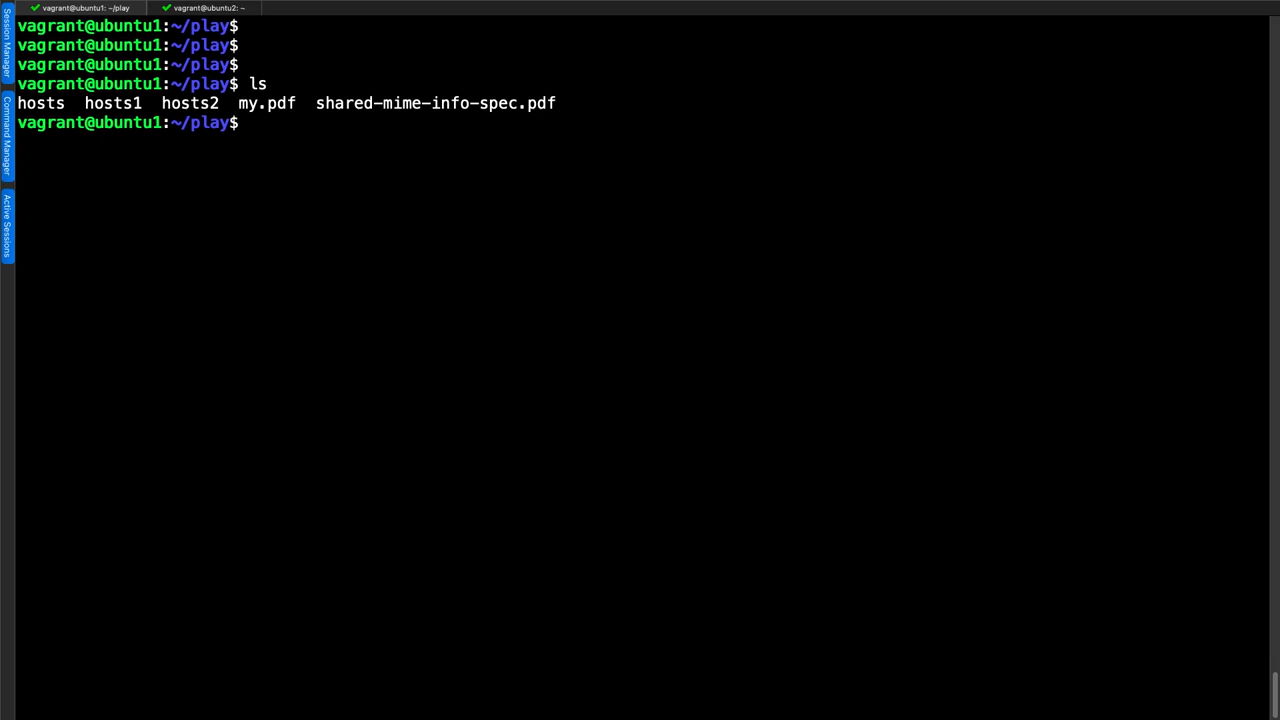 vagrant@ubuntu1: ~/play
vagrant@ubuntu2: ~
Session Manager
Command Manager
Active Sessions
vagrant@ubuntu1:~/play$
vagrant@ubuntu1:~/play$
vagrant@ubuntu1:~/play$
vagrant@ubuntu1:~/play$ ls
hosts  hosts1  hosts2  my.pdf  shared-mime-info-spec.pdf
vagrant@ubuntu1:~/play$